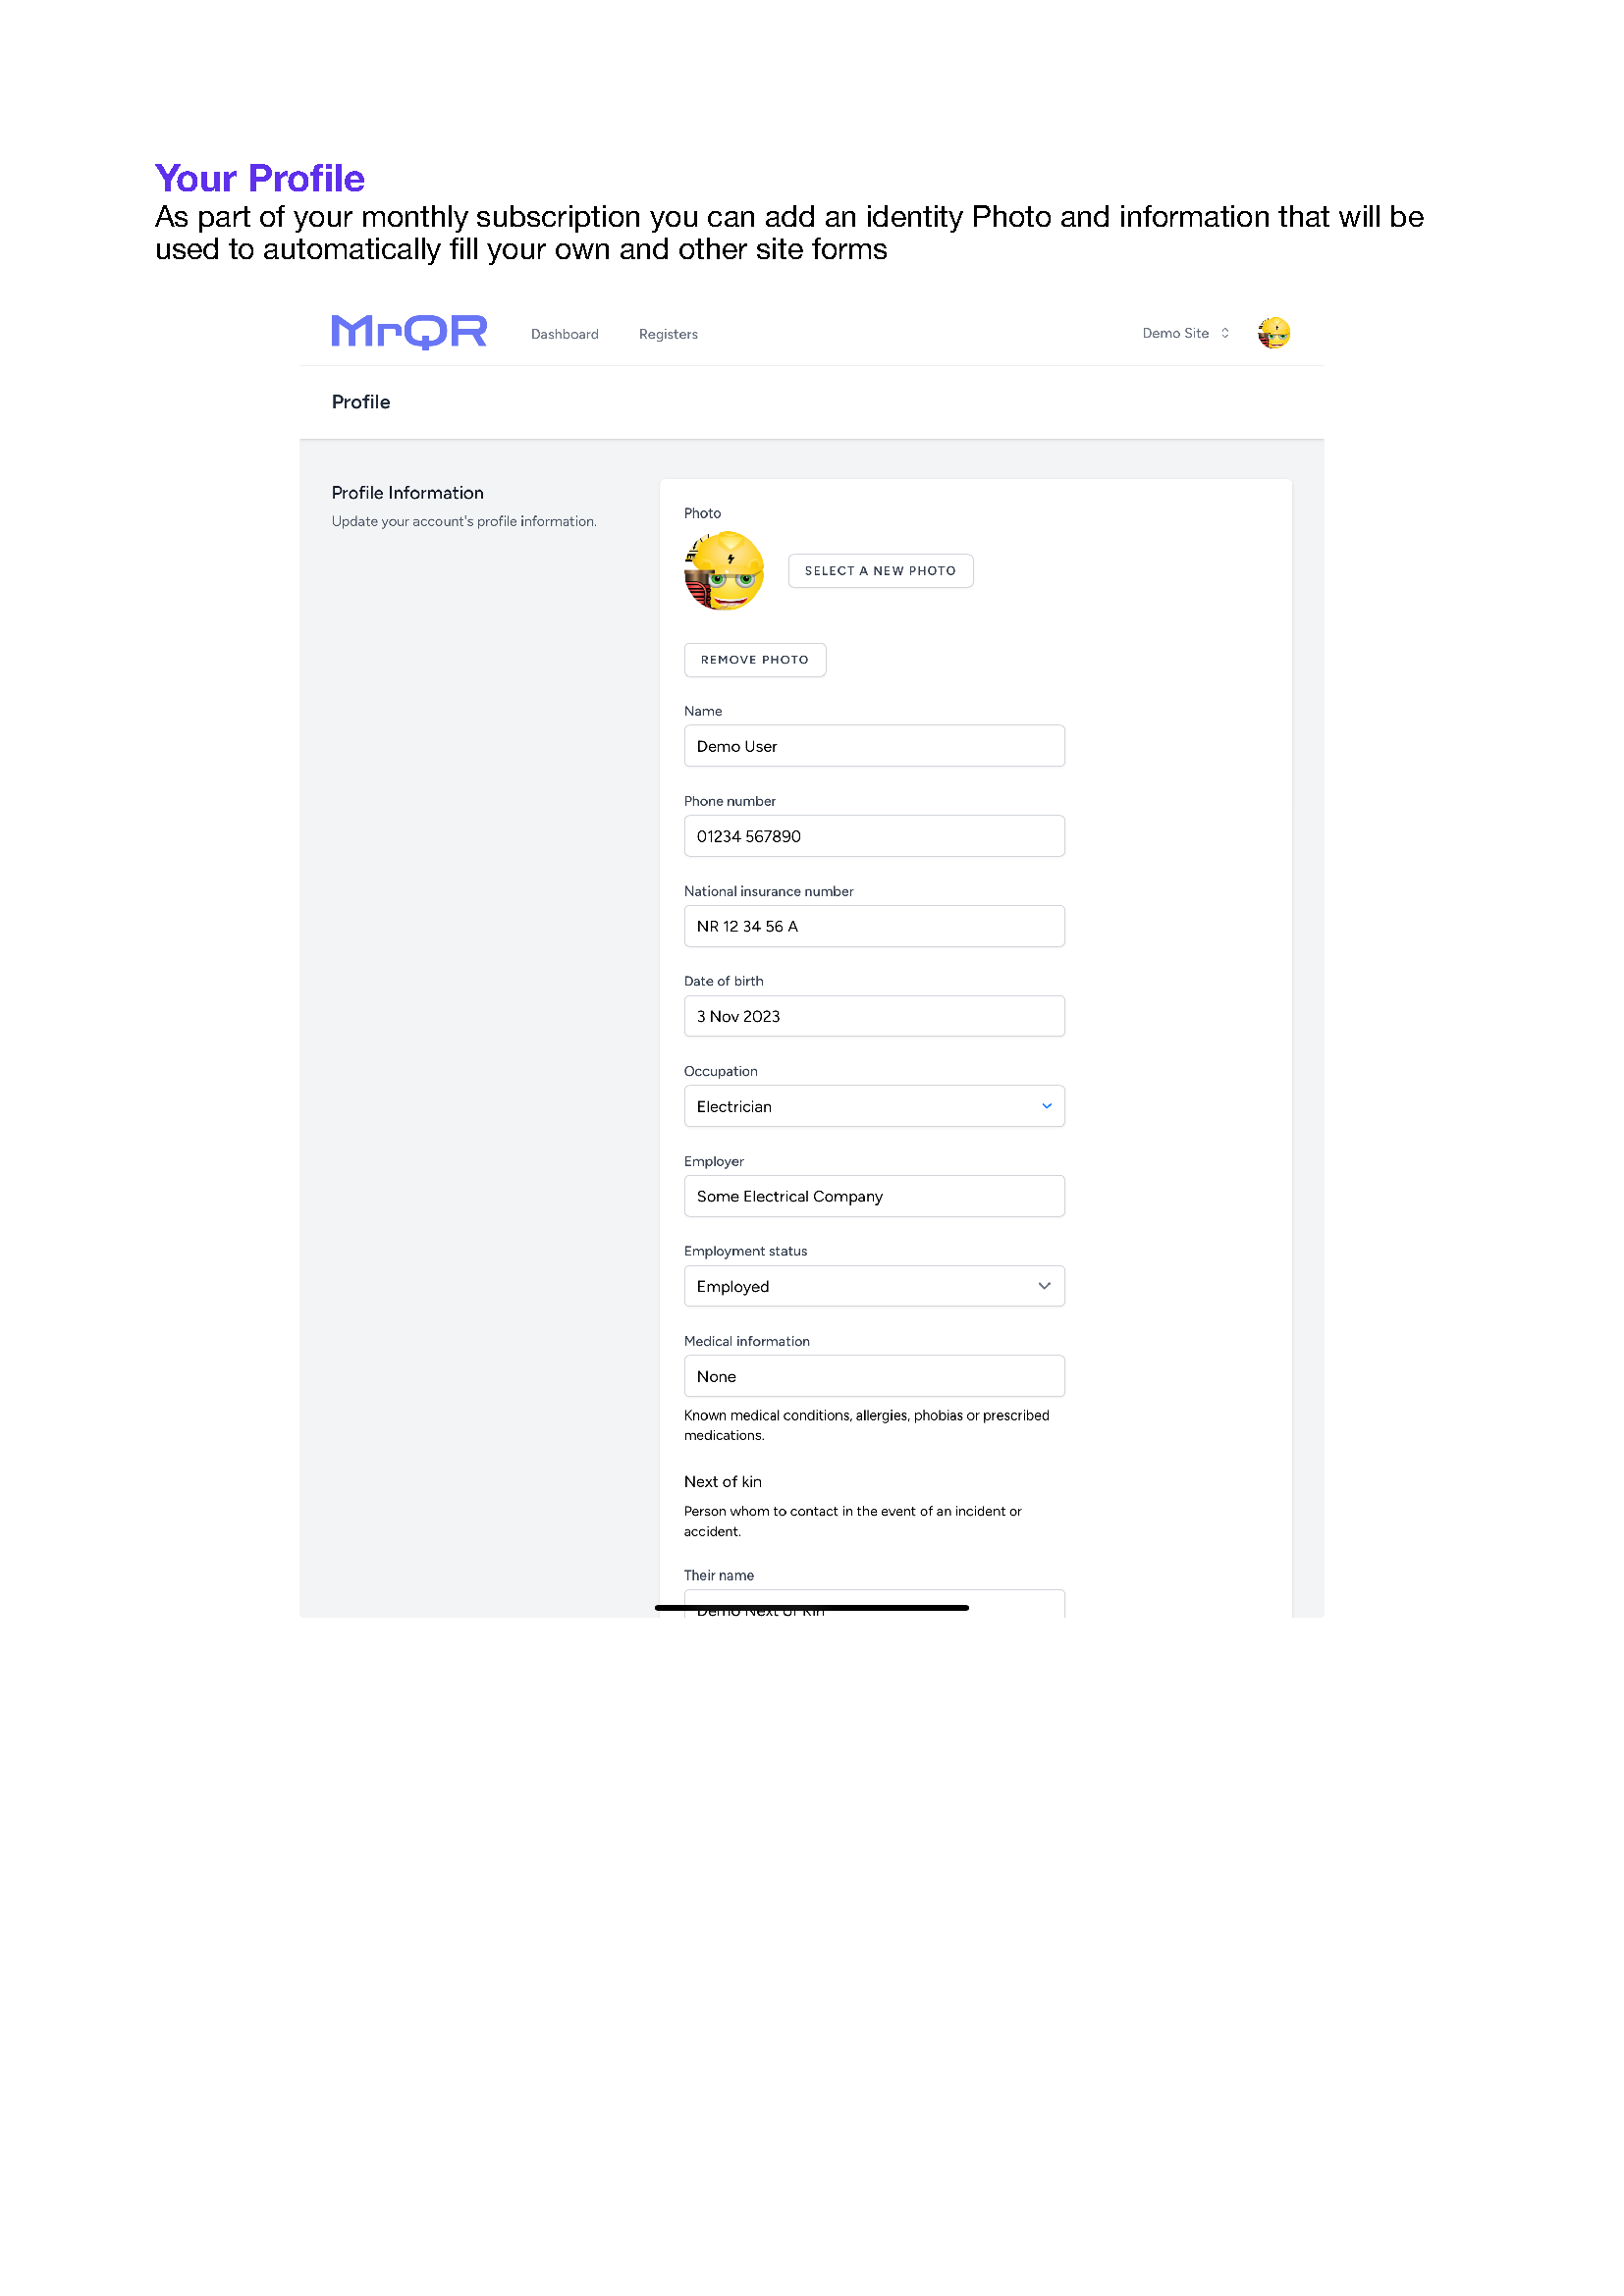 Your Profile
As part of your monthly subscription you can add an identity Photo and information that will be
used to automatically fill your own and other site forms
MrQR Dashboard Registers Demo Site
Profile
Profile Information
Update your account's profile information.
Photo
SELECT A NEW PHOTO
REMOVE PHOTO
Name
Demo User
Phone number
01234 567890
National insurance number
NR 12 34 56 A
Date of birth
3 Nov 2023
Occupation
Electrician
Employer
Some Electrical Company
Employment status
Employed
Medical information
None
Known medical conditions, allergies, phobias or prescribed
medications.
Next of kin
Person whom to contact in the event of an incident or
accident.
Their name
Demo Next of Kin